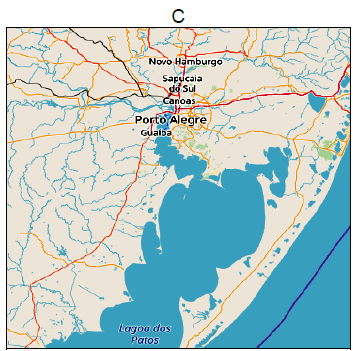 C
Novo Hamburgo
Sapucaia
do Sul
Canoas
Porto Alegre
Guaíba
Lagoa dos
Patos